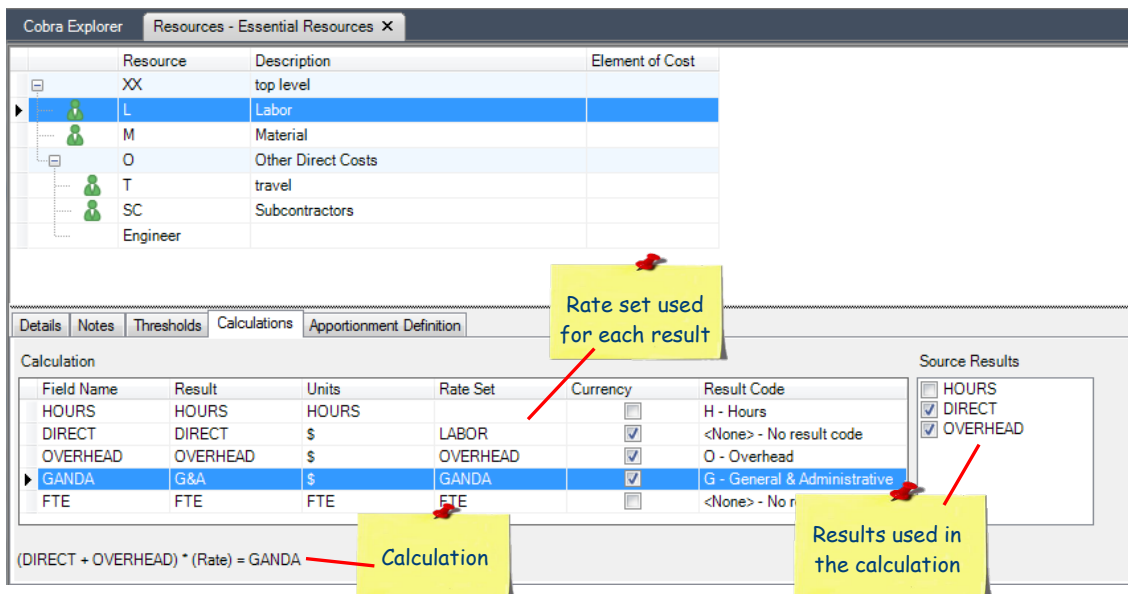 Cobra Explorer Resources - Essential Resources X
Resource Description Element of Cost
XX top level
L Labor
M Material
O Other Direct Costs
T travel
SC Subcontractors
Engineer
Rate set used
for each result
Details Notes Thresholds Calculations Apportionment Definition
Calculation
Source Results
Field Name Result Units Rate Set Currency Result Code
HOURS HOURS HOURS H - Hours
DIRECT DIRECT $ LABOR <None> - No result code
OVERHEAD OVERHEAD $ OVERHEAD O - Overhead
GANDA G&A $ GANDA G - General & Administrative
FTE FTE FTE FTE <None> - No
HOURS
DIRECT
OVERHEAD
(DIRECT + OVERHEAD) * (Rate) = GANDA
Calculation
Results used in
the calculation